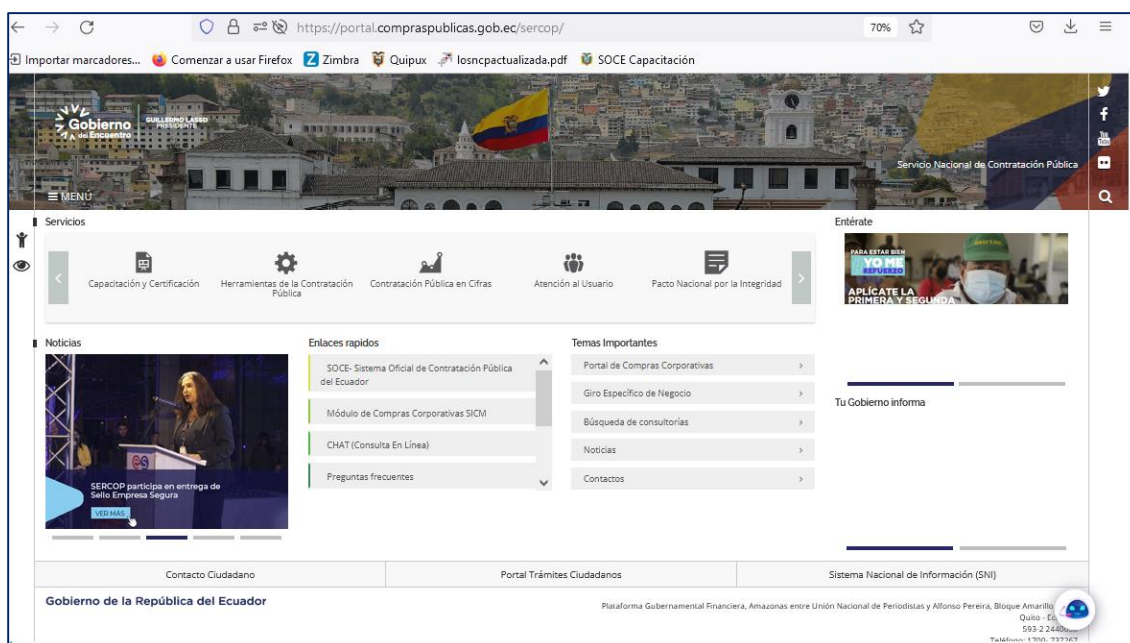 https://portal.compraspublicas.gob.ec/sercop/
70%
Importar marcadores...
Comenzar a usar Firefox
Zimbra
Quipux
losncpactualizada.pdf
SOCE Capacitación
Gobierno
del Encuentro
GUILLERMO LASSO
PRESIDENTE
You
Tube
Servicio Nacional de Contratación Pública
MENÚ
Servicios
Capacitación y Certificación
Herramientas de la Contratación
Pública
Contratación Pública en Cifras
Atención al Usuario
Pacto Nacional por la Integridad
Entérate
PARA ESTAR BIEN
YO ME
REFUERZO
APLÍCATE LA
PRIMERA Y SEGUNDA
Noticias
SERCOP participa en entrega de
Sello Empresa Segura
VER MÁS
Enlaces rapidos
SOCE- Sistema Oficial de Contratación Pública
del Ecuador
Módulo de Compras Corporativas SICM
CHAT (Consulta En Línea)
Preguntas frecuentes
Temas Importantes
Portal de Compras Corporativas
Giro Específico de Negocio
Búsqueda de consultorías
Noticias
Contactos
Tu Gobierno informa
Contacto Ciudadano
Portal Trámites Ciudadanos
Sistema Nacional de Información (SNI)
Gobierno de la República del Ecuador
Plataforma Gubernamental Financiera, Amazonas entre Unión Nacional de Periodistas y Alfonso Pereira, Bloque Amarillo
Quito -
593-2
Teléfono: 1700- 737267